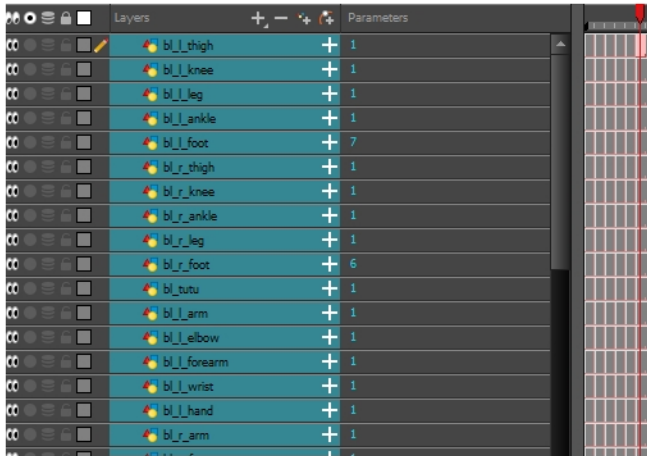 Layers Parameters
bl_l_thigh 1
bl_l_knee 1
bl_l_leg 1
bl_l_ankle 1
bl_l_foot 7
bl_r_thigh 1
bl_r_knee 1
bl_r_ankle 1
bl_r_leg 1
bl_r_foot 6
bl_tutu 1
bl_l_arm 1
bl_l_elbow 1
bl_l_forearm 1
bl_l_wrist 1
bl_l_hand 1
bl_r_arm 1